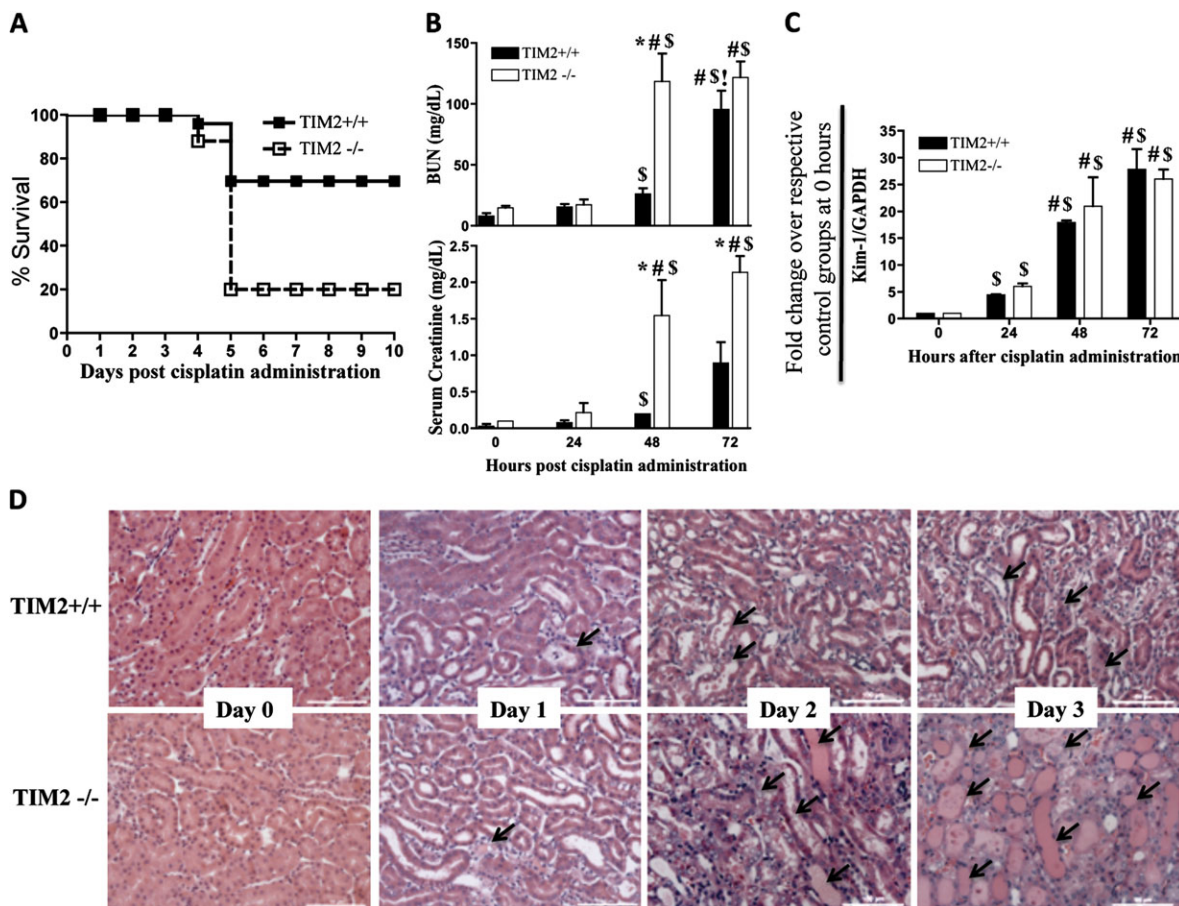 A
% Survival
100
80
60
40
20
0
0 1 2 3 4 5 6 7 8 9 10
Days post cisplatin administration
TIM2+/+
TIM2 -/-
B
TIM2+/+
TIM2 -/-
BUN (mg/dL)
150
100
50
0
$
*#$
#$!
#$
Serum Creatinine (mg/dL)
2.5
2.0
1.5
1.0
0.5
0.0
$
*#$
*#$
0 24 48 72
Hours post cisplatin administration
C
Fold change over respective
control groups at 0 hours
Kim-1/GAPDH
35
30
25
20
15
10
5
0
TIM2+/+
TIM2-/-
$ $
#$ #$
#$ #$
0 24 48 72
Hours after cisplatin administration
D
TIM2+/+
Day 0 Day 1 Day 2 Day 3
TIM2 -/-